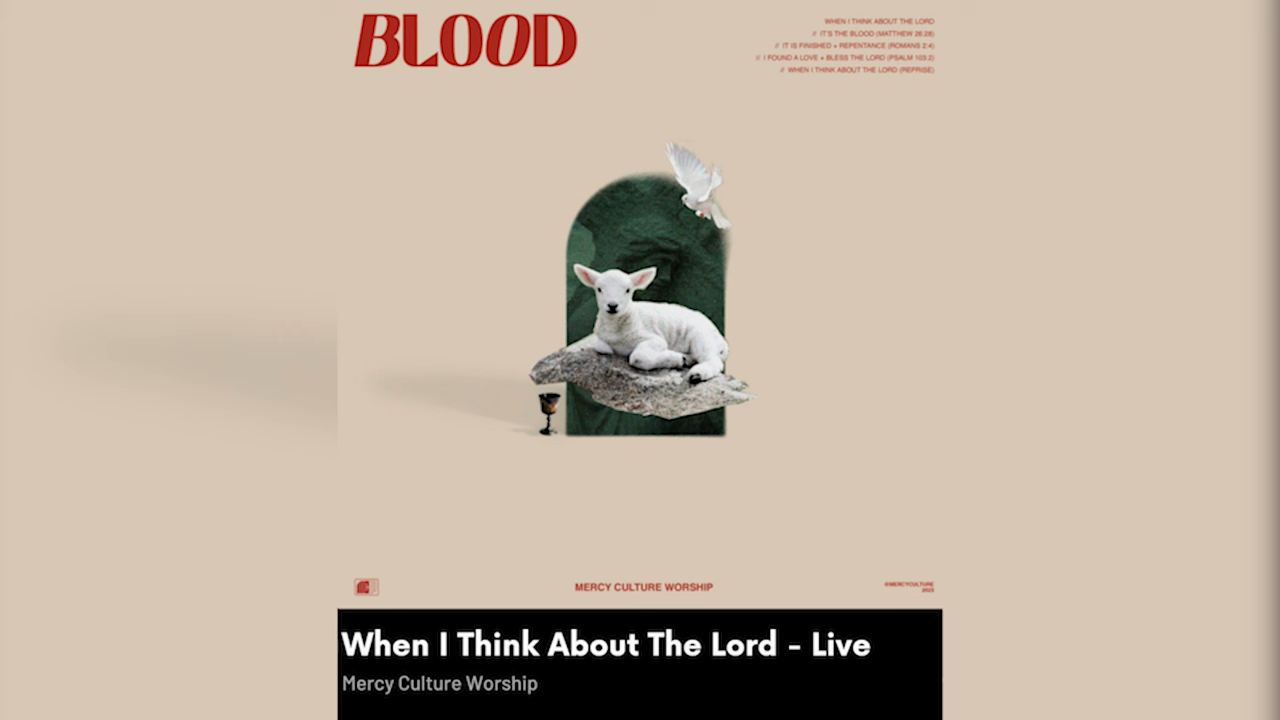 BLOOD
WHEN I THINK ABOUT THE LORD
// IT'S THE BLOOD (MATTHEW 26:28)
// IT IS FINISHED + REPENTANCE (ROMANS 2:4)
// I FOUND A LOVE + BLESS THE LORD (PSALM 103:2)
// WHEN I THINK ABOUT THE LORD (REPRISE)
MERCY CULTURE WORSHIP
©MERCYCULTURE
2023
When I Think About The Lord - Live
Mercy Culture Worship